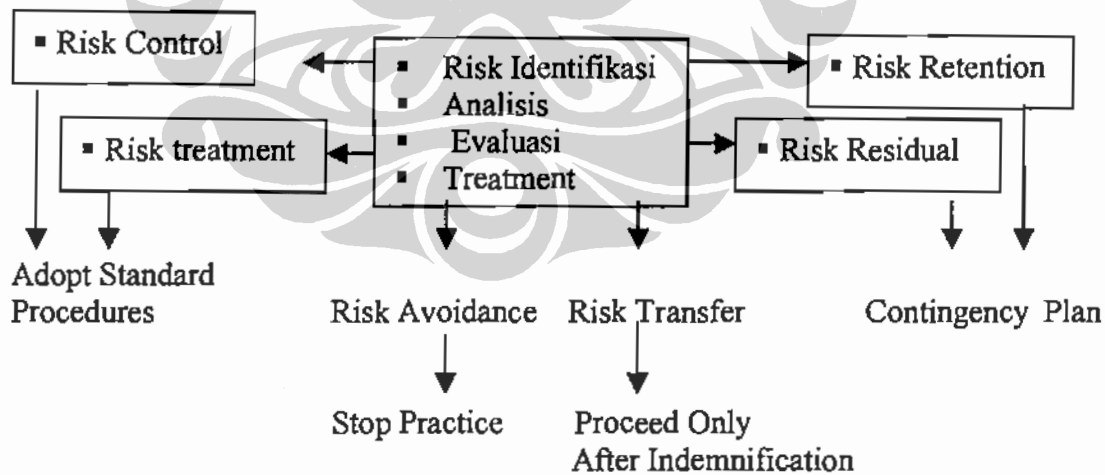 ▪ Risk Control
▪ Risk Identifikasi
▪ Analisis
▪ Evaluasi
▪ Treatment
▪ Risk Retention
▪ Risk treatment
▪ Risk Residual
Adopt Standard
Procedures
Risk Avoidance
Risk Transfer
Contingency Plan
Stop Practice
Proceed Only
After Indemnification